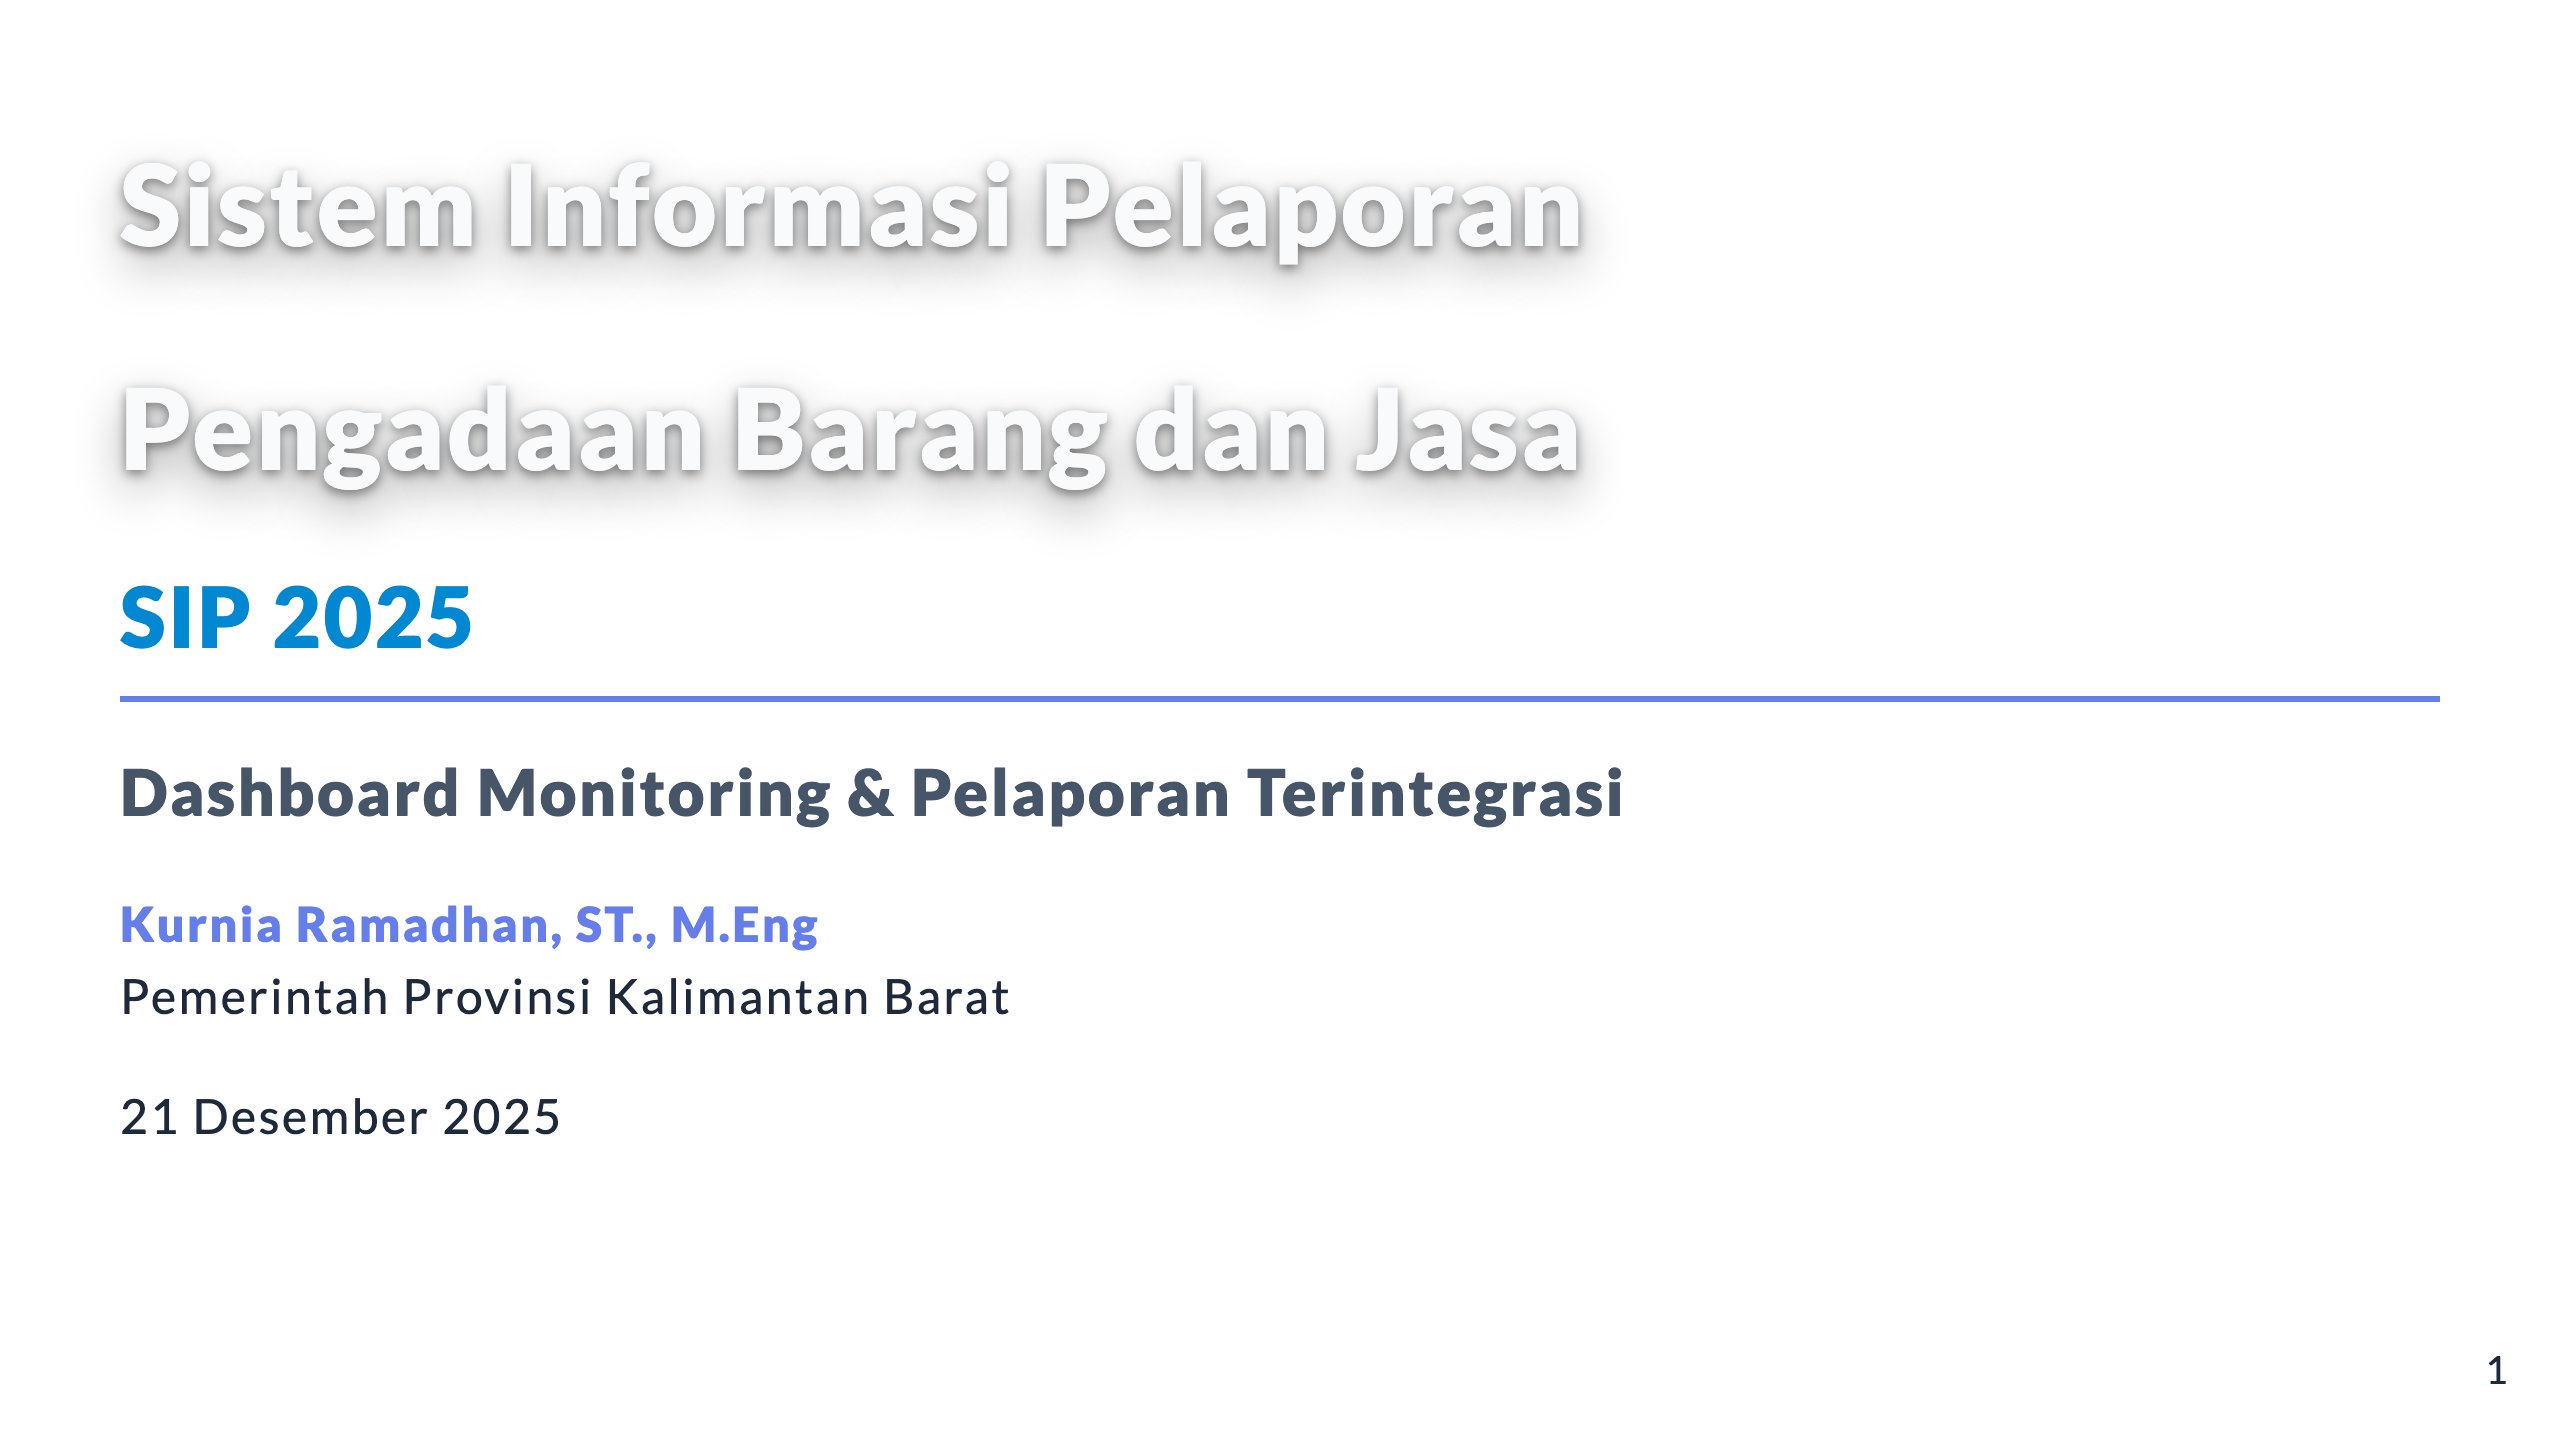 Sistem Informasi Pelaporan
Pengadaan Barang dan Jasa
SIP 2025
Dashboard Monitoring & Pelaporan Terintegrasi
Kurnia Ramadhan, ST., M.Eng
Pemerintah Provinsi Kalimantan Barat
21 Desember 2025
1